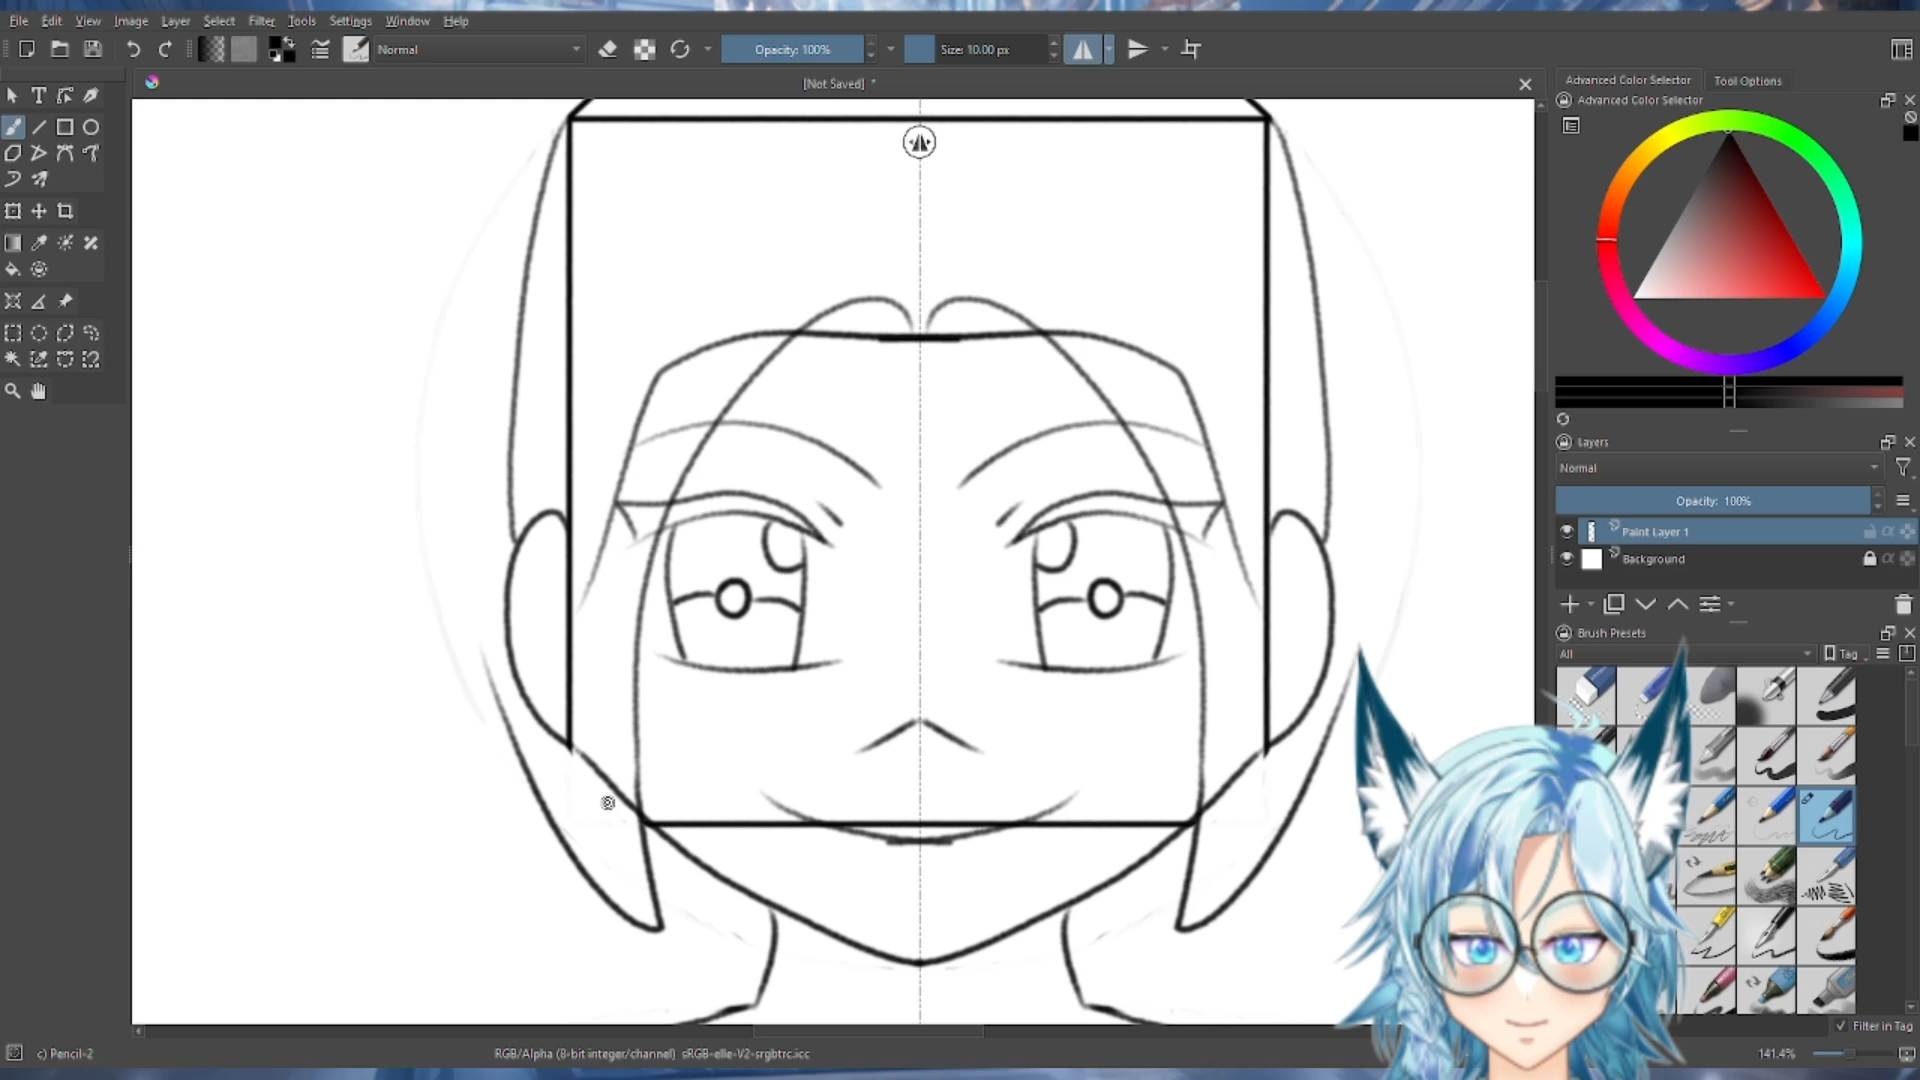 File Edit View Image Layer Select Filter Tools Settings Window Help
Normal Opacity: 100% Size: 10.00 px
[Not Saved] *
Advanced Color Selector Tool Options
Advanced Color Selector
Layers
Normal
Opacity: 100%
Paint Layer 1
Background
Brush Presets
All Tag
Filter in Tag
c) Pencil-2 RGB/Alpha (8-bit integer/channel) sRGB-elle-V2-srgbtrc.icc 141.4%